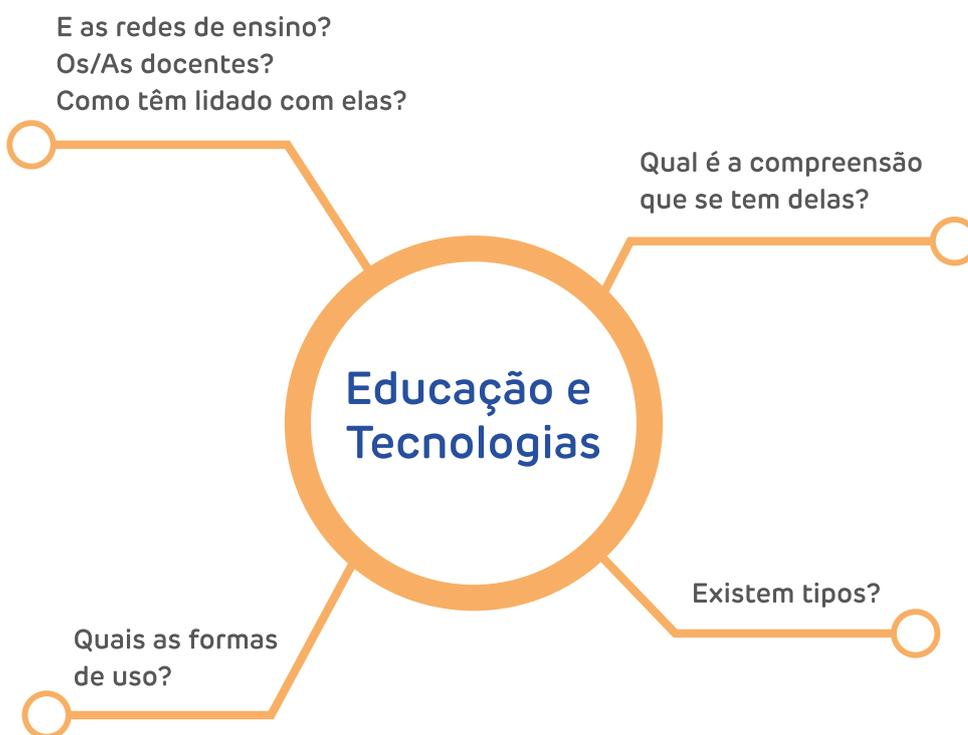 E as redes de ensino?
Os/As docentes?
Como têm lidado com elas?
Qual é a compreensão
que se tem delas?
Educação e
Tecnologias
Existem tipos?
Quais as formas
de uso?